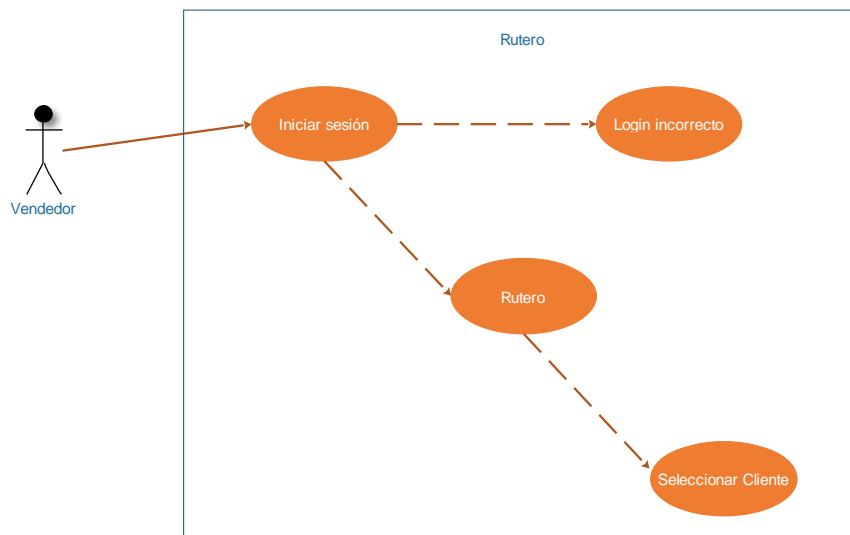 Rutero
Iniciar sesión
Login incorrecto
Vendedor
Rutero
Seleccionar Cliente